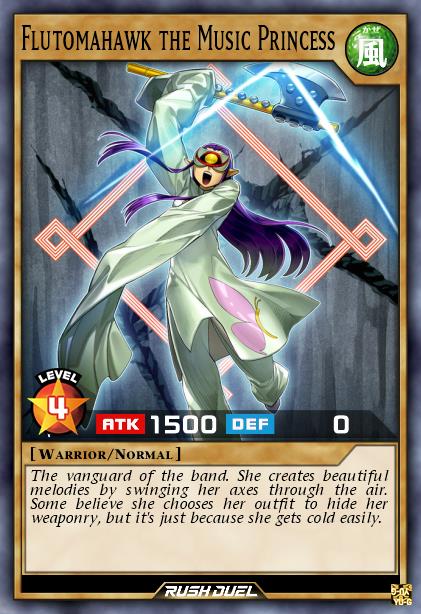 Flutomahawk the Music Princess
かぜ
風
LEVEL
4
ATK 1500 DEF 0
[Warrior/Normal]
The vanguard of the band. She creates beautiful
melodies by swinging her axes through the air.
Some believe she chooses her outfit to hide her
weaponry, but it's just because she gets cold easily.
RUSH DUEL